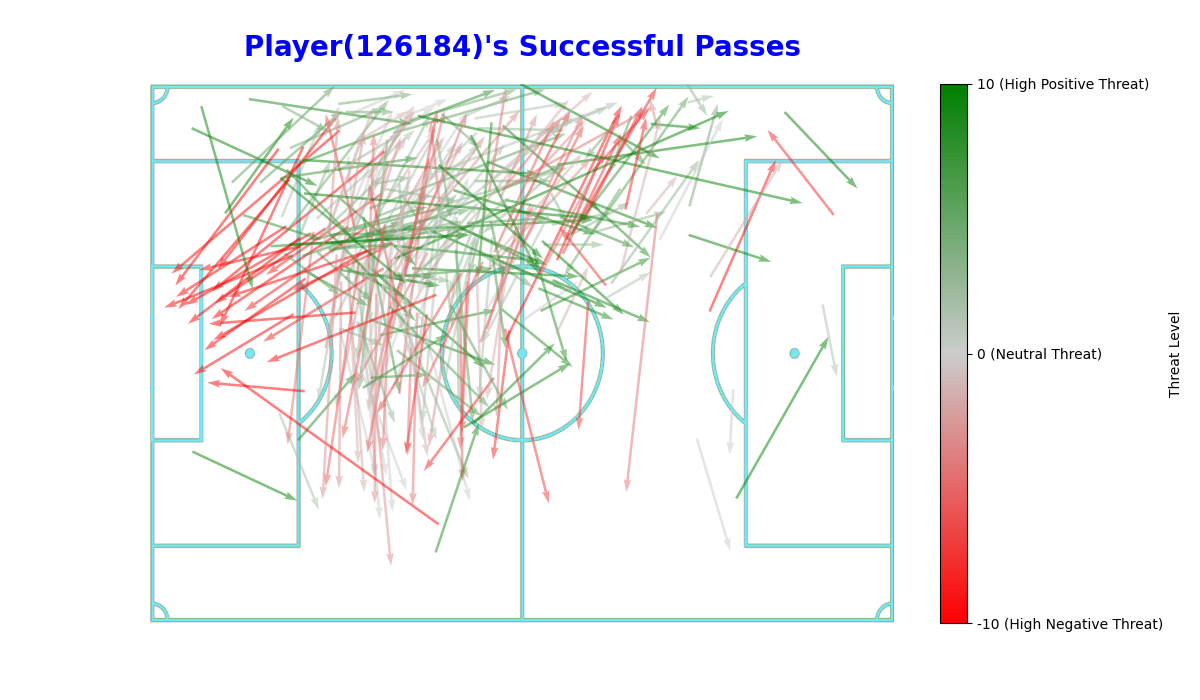 Player(126184)'s Successful Passes
10 (High Positive Threat)
0 (Neutral Threat)
-10 (High Negative Threat)
Threat Level